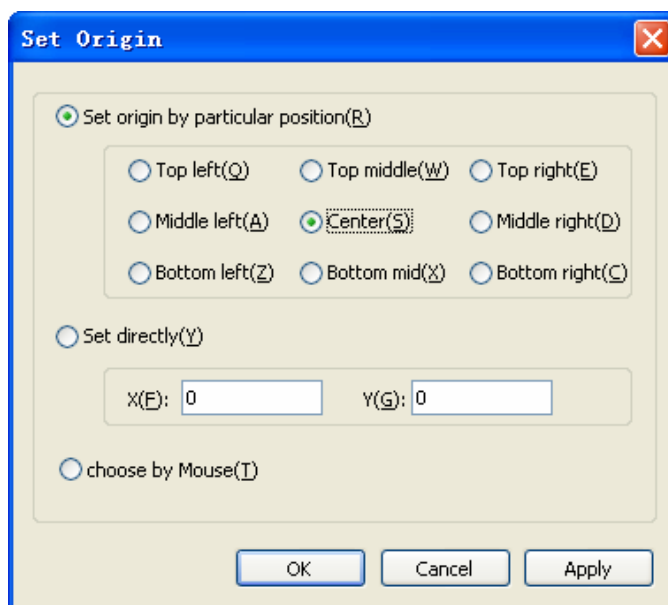 Set Origin
Set origin by particular position(R)
Top left(Q) Top middle(W) Top right(E)
Middle left(A) Center(S) Middle right(D)
Bottom left(Z) Bottom mid(X) Bottom right(C)
Set directly(Y)
X(F): 0 Y(G): 0
choose by Mouse(T)
OK Cancel Apply